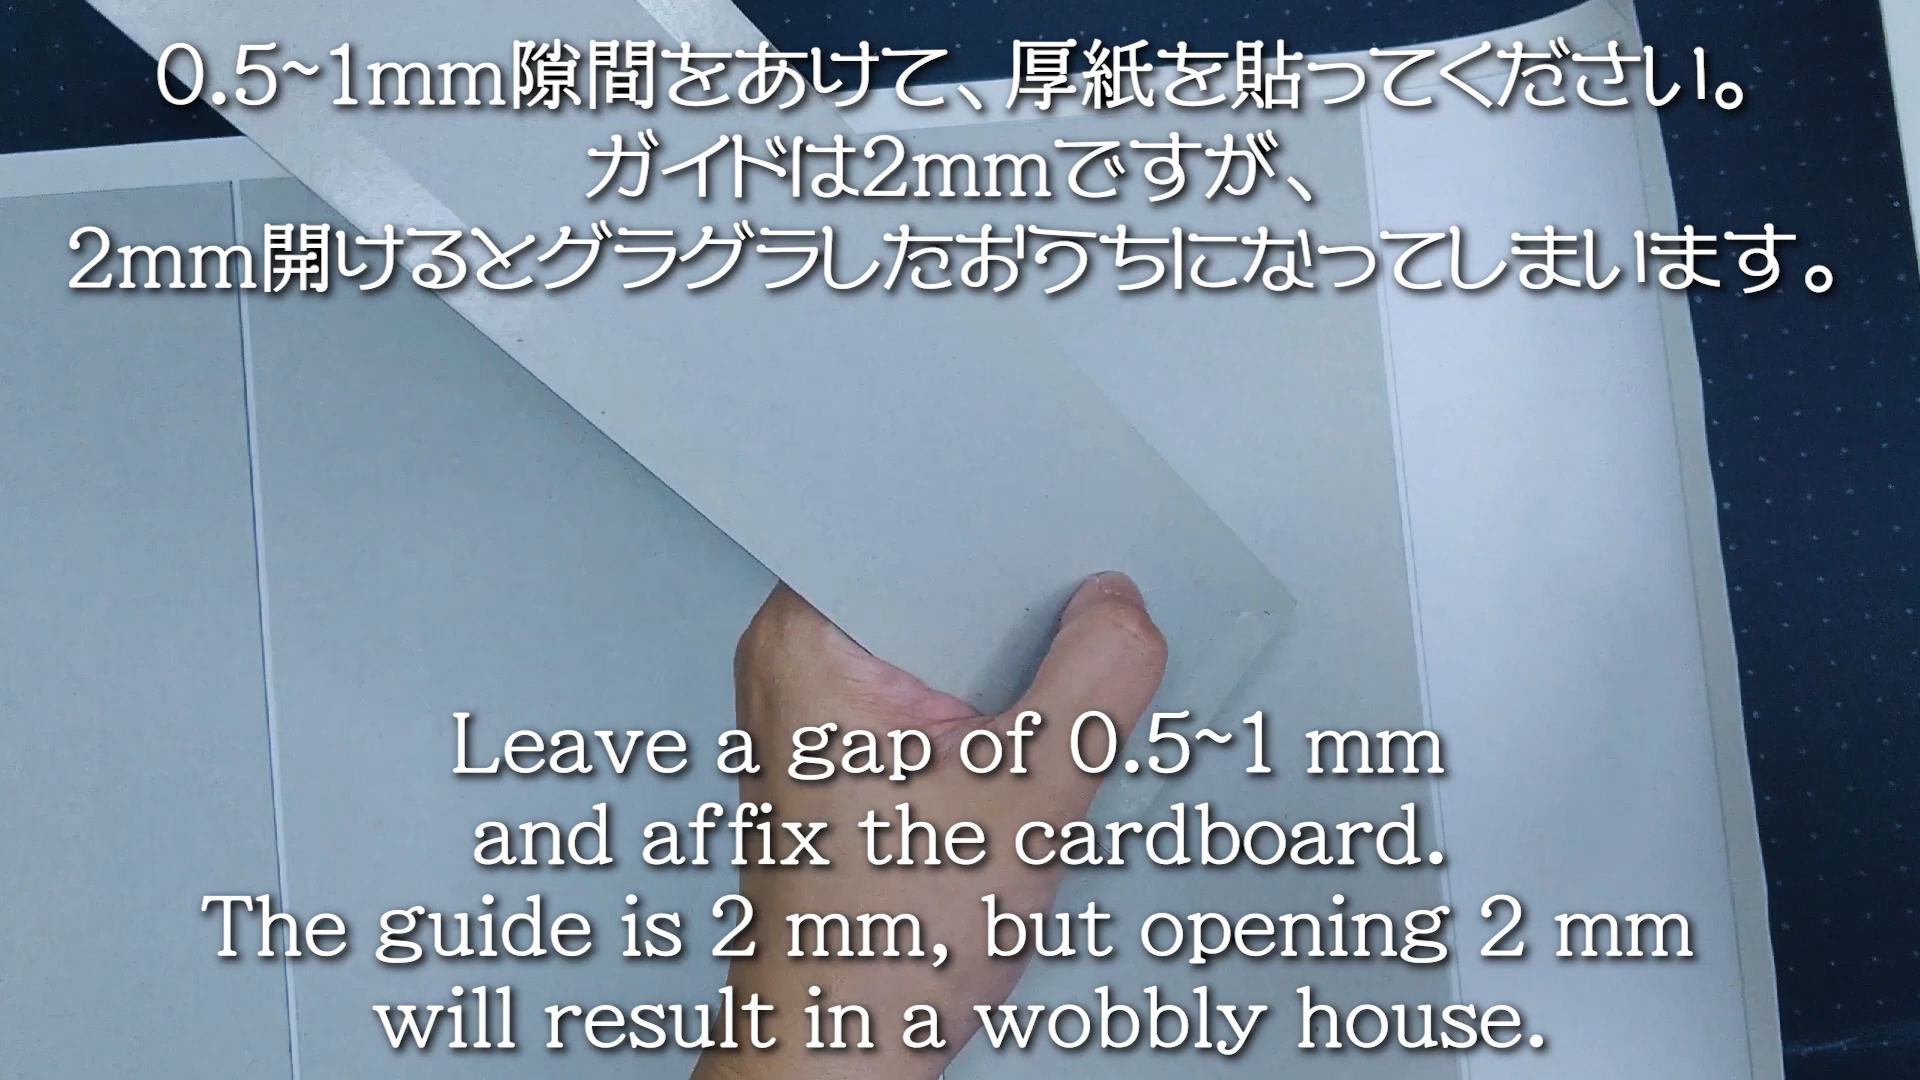 0.5~1mm隙間をあけて、厚紙を貼ってください。
ガイドは2mmですが、
2mm開けるとグラグラしたおうちになってしまいます。
Leave a gap of 0.5~1 mm
and affix the cardboard.
The guide is 2 mm, but opening 2 mm
will result in a wobbly house.